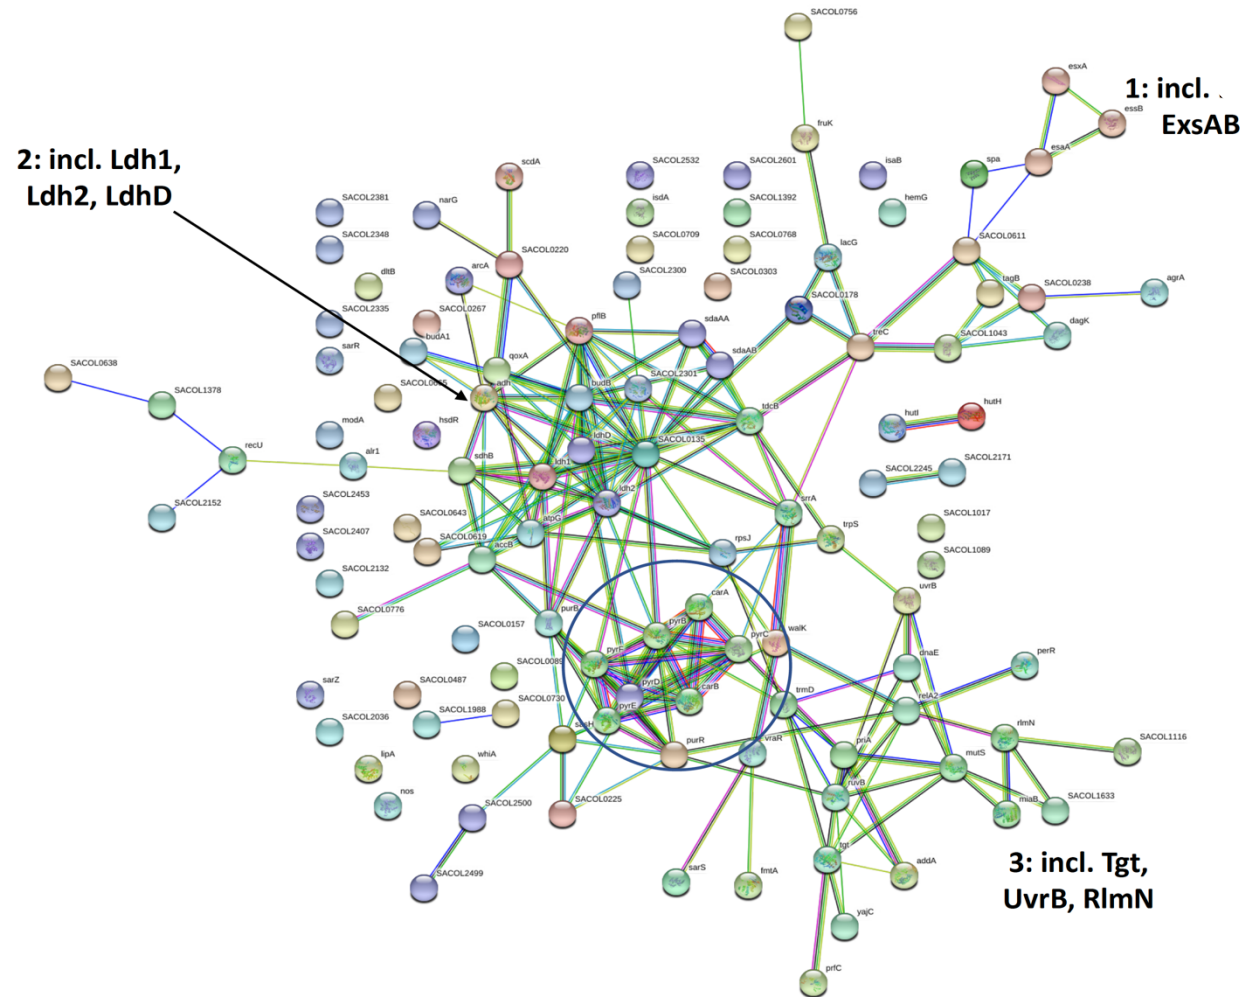 SACOL0756
esxA
1: incl. .
ExsAB
essB
fruK
esaA
2: incl. Ldh1,
Ldh2, LdhD
scdA
SACOL2532
SACOL2601
isaB
spa
SACOL2381
narG
isdA
SACOL1392
hemG
SACOL2348
SACOL0220
SACOL0709
SACOL0768
lacG
SACOL0611
dltB
arcA
SACOL2300
SACOL0303
tagB
SACOL0238
agrA
SACOL2335
SACOL0267
pflB
sdaAA
SACOL0178
dagK
sarR
budA1
qoxA
sdaAB
treC
SACOL1043
SACOL0638
SACOL1378
adh
budB
SACOL2301
hutI
hutH
modA
hsdR
ldhD
SACOL0135
tdcB
recU
alr1
sdhB
ldh1
SACOL2245
SACOL2171
SACOL2152
SACOL2453
ldh2
srrA
SACOL2407
SACOL0643
SACOL0619
atpG
rpsJ
trpS
SACOL1017
SACOL2132
accB
SACOL1089
SACOL0776
purB
carA
uvrB
SACOL0157
pyrB
pyrC
walK
pyrF
dnaE
perR
SACOL0089
pyrD
carB
trmD
relA2
sarZ
SACOL0487
SACOL0730
pyrE
SACOL2036
SACOL1988
sasH
purR
vraR
priA
rlmN
SACOL1116
lipA
whiA
mutS
nos
SACOL2500
SACOL0225
ruvB
miaB
SACOL1633
SACOL2499
sarS
fmtA
tgt
addA
3: incl. Tgt,
UvrB, RlmN
yajC
prfC